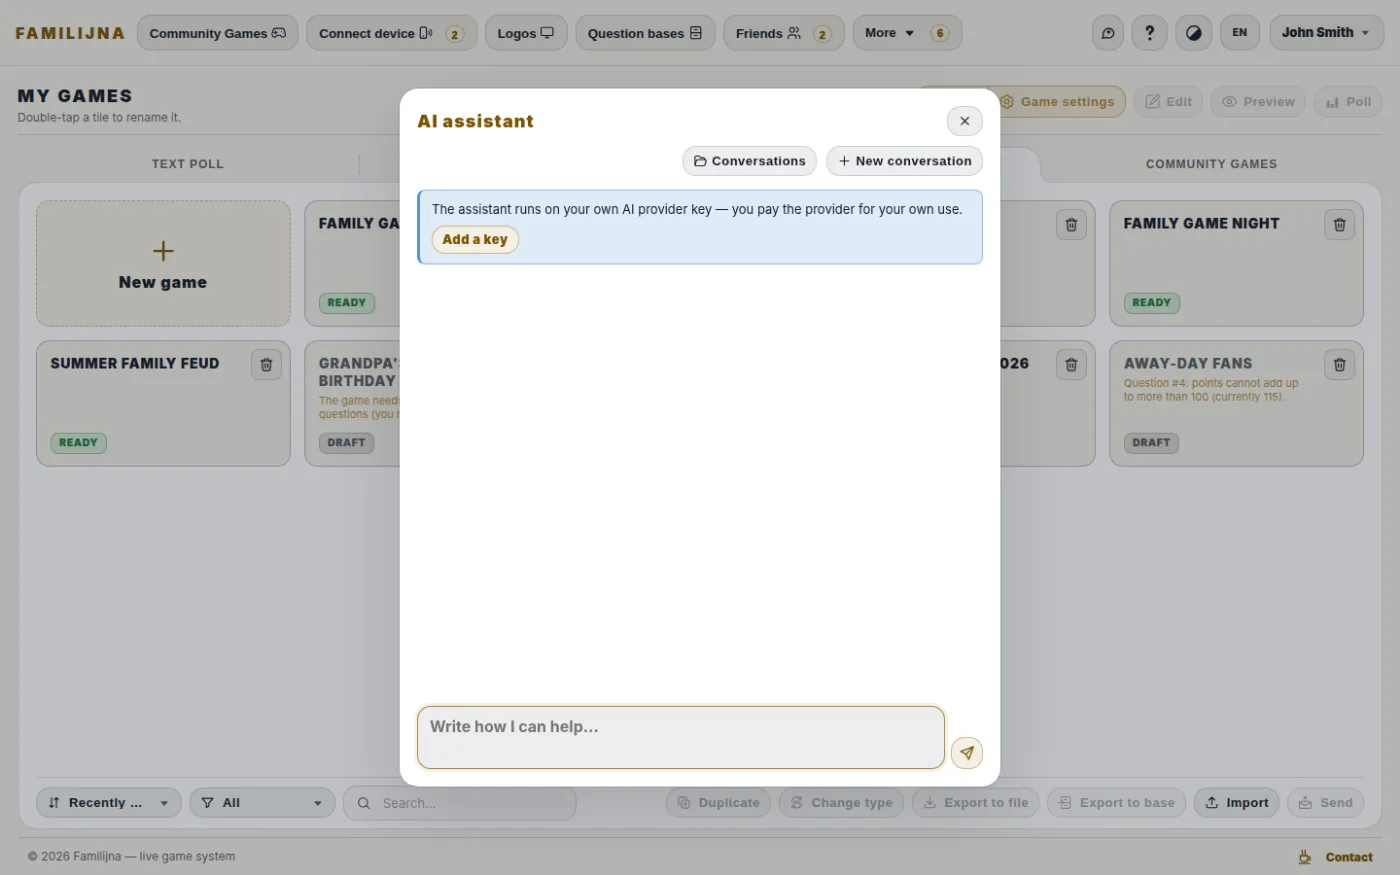 FAMILIJNA
Community Games
Connect device 2
Logos
Question bases
Friends 2
More 6
?
EN
John Smith
MY GAMES
Double-tap a tile to rename it.
Game settings
Edit
Preview
Poll
TEXT POLL
COMMUNITY GAMES
AI assistant
Conversations
New conversation
The assistant runs on your own AI provider key — you pay the provider for your own use.
Add a key
New game
FAMILY GA
READY
FAMILY GAME NIGHT
READY
SUMMER FAMILY FEUD
READY
GRANDPA'
BIRTHDAY
The game need
questions (you
DRAFT
026
AWAY-DAY FANS
Question #4: points cannot add up
to more than 100 (currently 115).
DRAFT
Write how I can help...
Recently ...
All
Search...
Duplicate
Change type
Export to file
Export to base
Import
Send
© 2026 Familijna — live game system
Contact